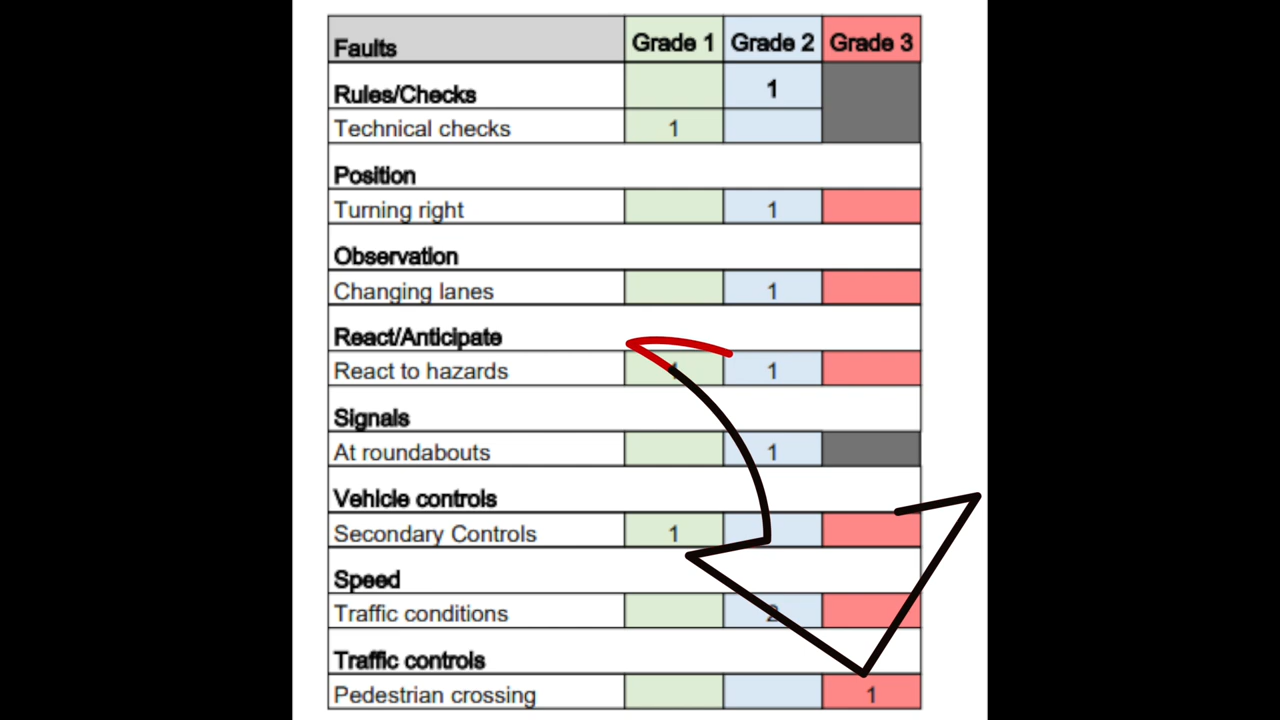 Faults Grade 1 Grade 2 Grade 3
Rules/Checks 1
Technical checks 1
Position
Turning right 1
Observation
Changing lanes 1
React/Anticipate
React to hazards 1
Signals
At roundabouts 1
Vehicle controls
Secondary Controls 1
Speed
Traffic conditions 2
Traffic controls
Pedestrian crossing 1